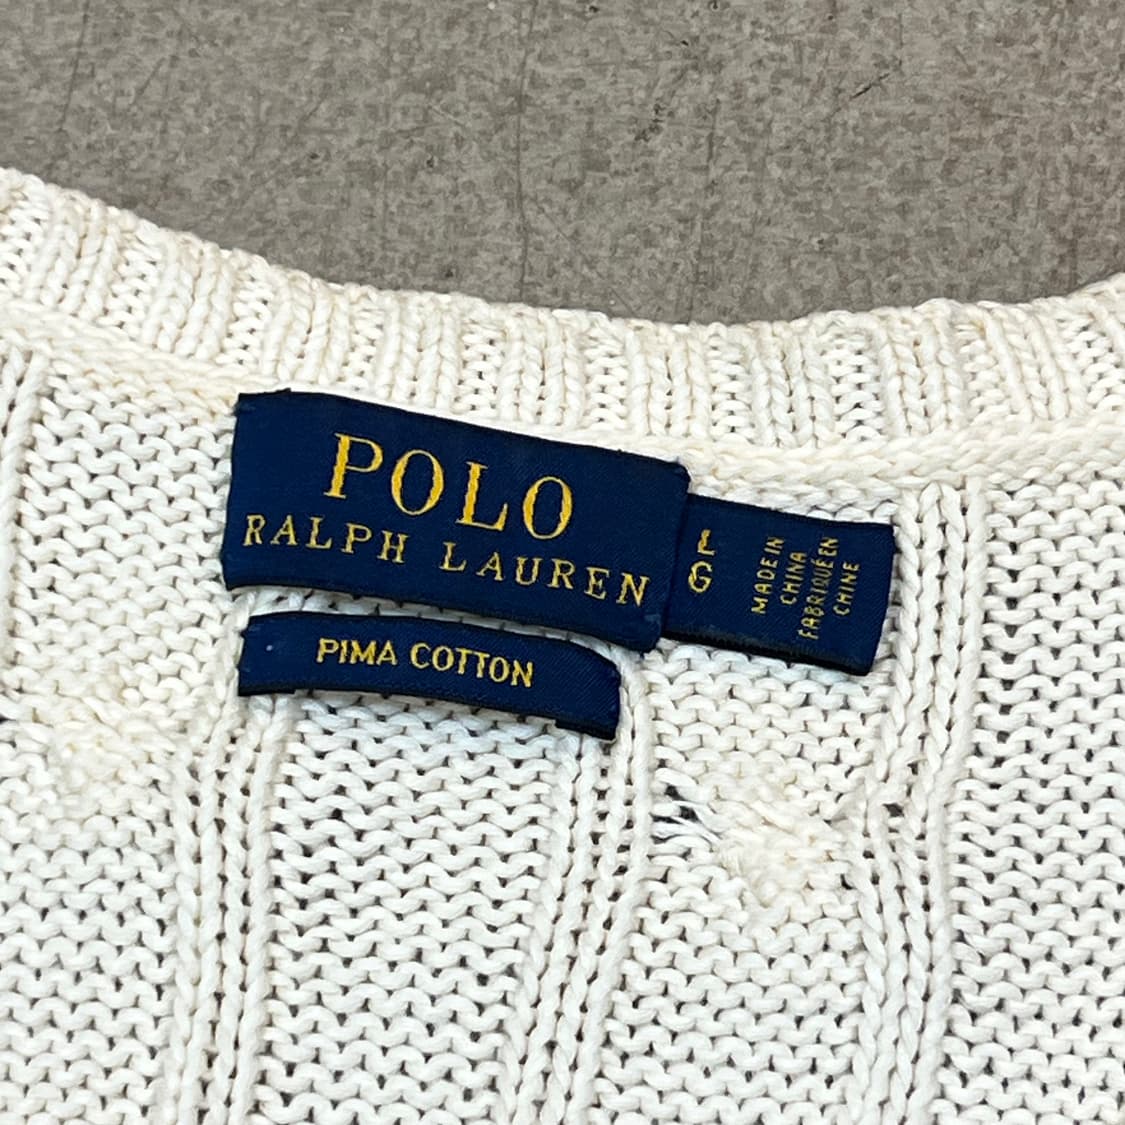 POLO
RALPH LAUREN
L
G
MADE IN
CHINA
FABRIQUÉ EN
CHINE
PIMA COTTON